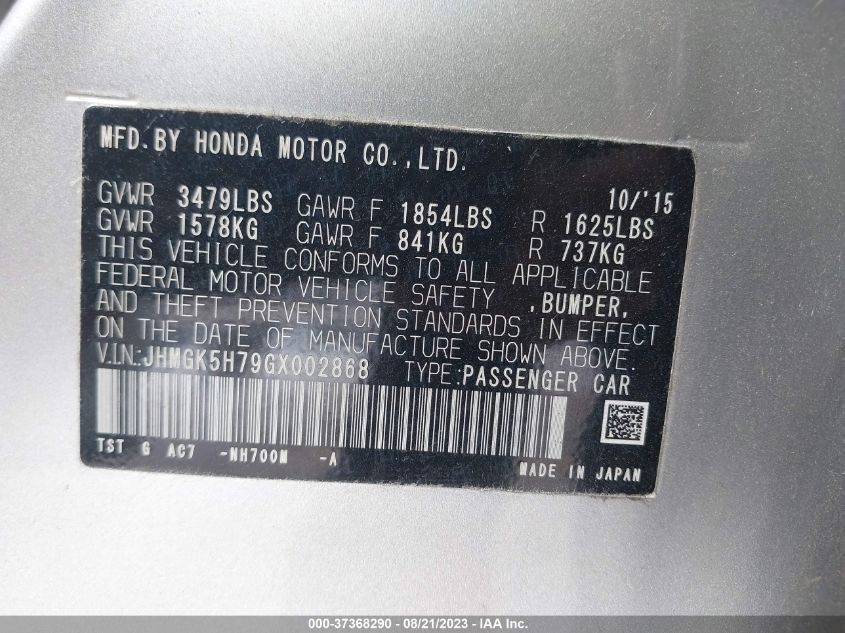 MFD.BY HONDA MOTOR CO.,LTD.
10/'15
GVWR 3479LBS GAWR F 1854LBS R 1625LBS
GVWR 1578KG GAWR F 841KG R 737KG
THIS VEHICLE CONFORMS TO ALL APPLICABLE
FEDERAL MOTOR VEHICLE SAFETY ,BUMPER,
AND THEFT PREVENTION STANDARDS IN EFFECT
ON THE DATE OF MANUFACTURE SHOWN ABOVE.
V.I.N.:JHMGK5H79GX002868 TYPE:PASSENGER CAR
TST G AC7 -NH700M -A
MADE IN JAPAN
000-37368290 - 08/21/2023 - IAA Inc.